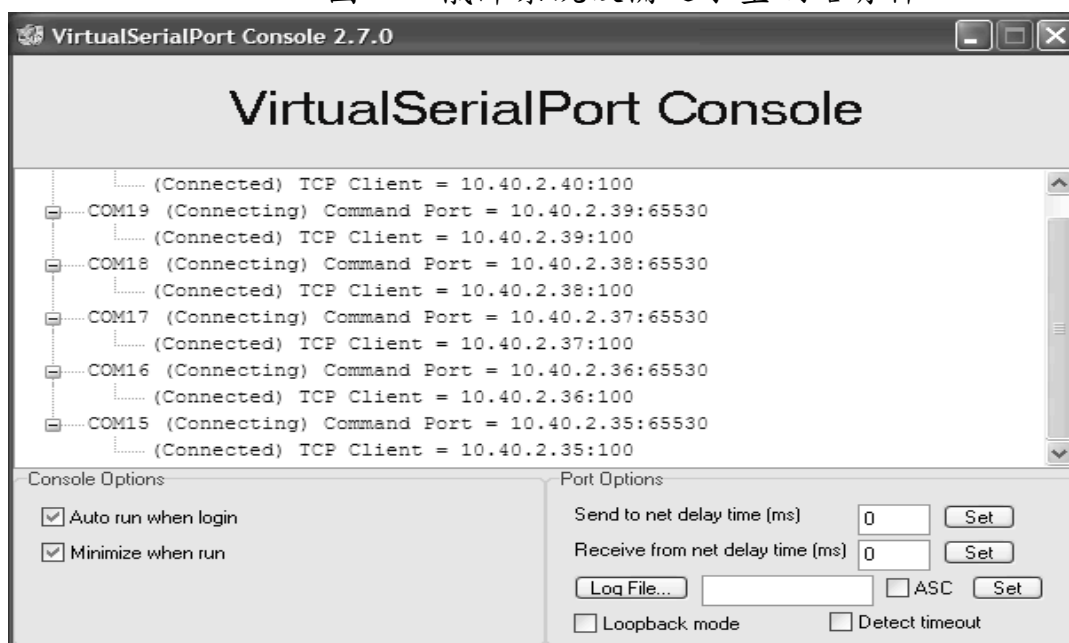 VirtualSerialPort Console 2.7.0
VirtualSerialPort Console
(Connected) TCP Client = 10.40.2.40:100
COM19 (Connecting) Command Port = 10.40.2.39:65530
(Connected) TCP Client = 10.40.2.39:100
COM18 (Connecting) Command Port = 10.40.2.38:65530
(Connected) TCP Client = 10.40.2.38:100
COM17 (Connecting) Command Port = 10.40.2.37:65530
(Connected) TCP Client = 10.40.2.37:100
COM16 (Connecting) Command Port = 10.40.2.36:65530
(Connected) TCP Client = 10.40.2.36:100
COM15 (Connecting) Command Port = 10.40.2.35:65530
(Connected) TCP Client = 10.40.2.35:100
Console Options
Auto run when login
Minimize when run
Port Options
Send to net delay time (ms) 0 Set
Receive from net delay time (ms) 0 Set
Log File... ASC Set
Loopback mode Detect timeout